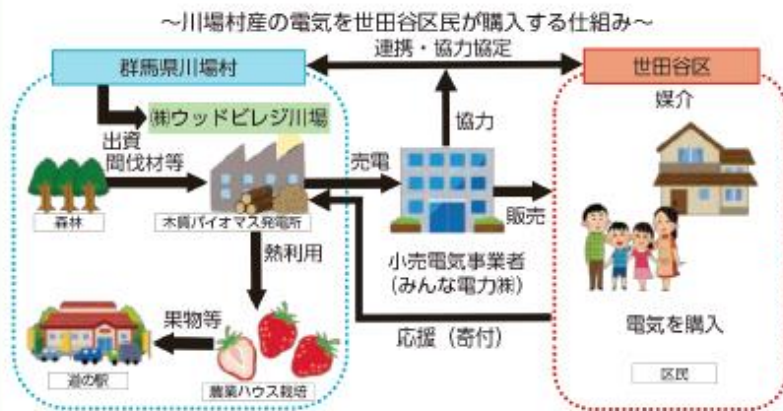 ～川場村産の電気を世田谷区民が購入する仕組み～
連携・協力協定
群馬県川場村
世田谷区
㈱ウッドビレジ川場
媒介
出資
間伐材等
売電
協力
販売
森林
木質バイオマス発電所
熱利用
小売電気事業者
(みんな電力㈱)
果物等
応援（寄付）
電気を購入
道の駅
農業ハウス栽培
区民